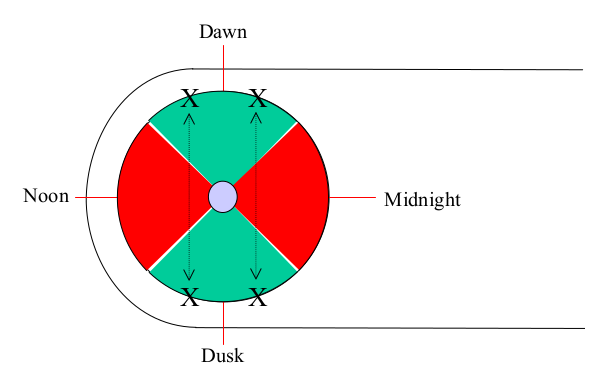 Dawn
X X
Noon
Midnight
X X
Dusk